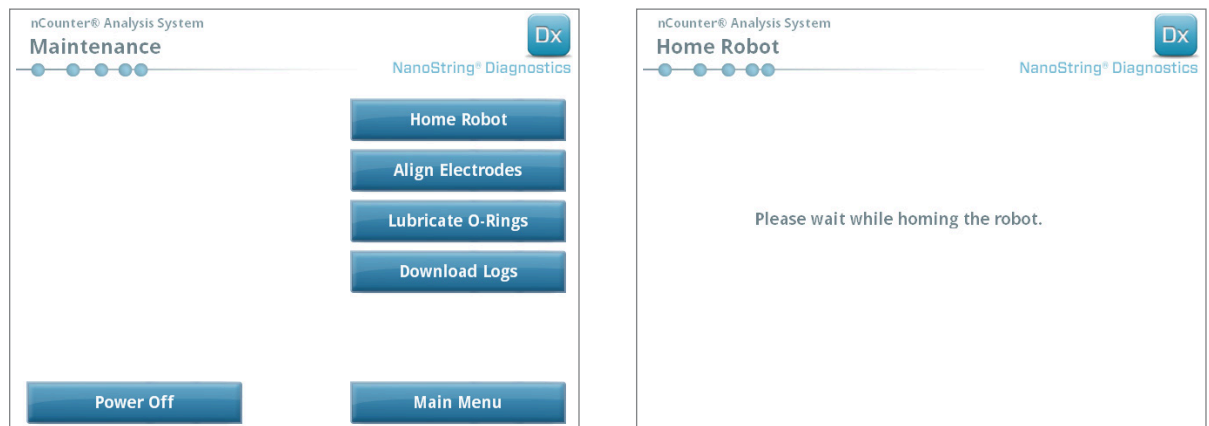 nCounter® Analysis System
Maintenance
Dx
NanoString® Diagnostics
Home Robot
Align Electrodes
Lubricate O-Rings
Download Logs
Power Off
Main Menu
nCounter® Analysis System
Home Robot
Dx
NanoString® Diagnostics
Please wait while homing the robot.